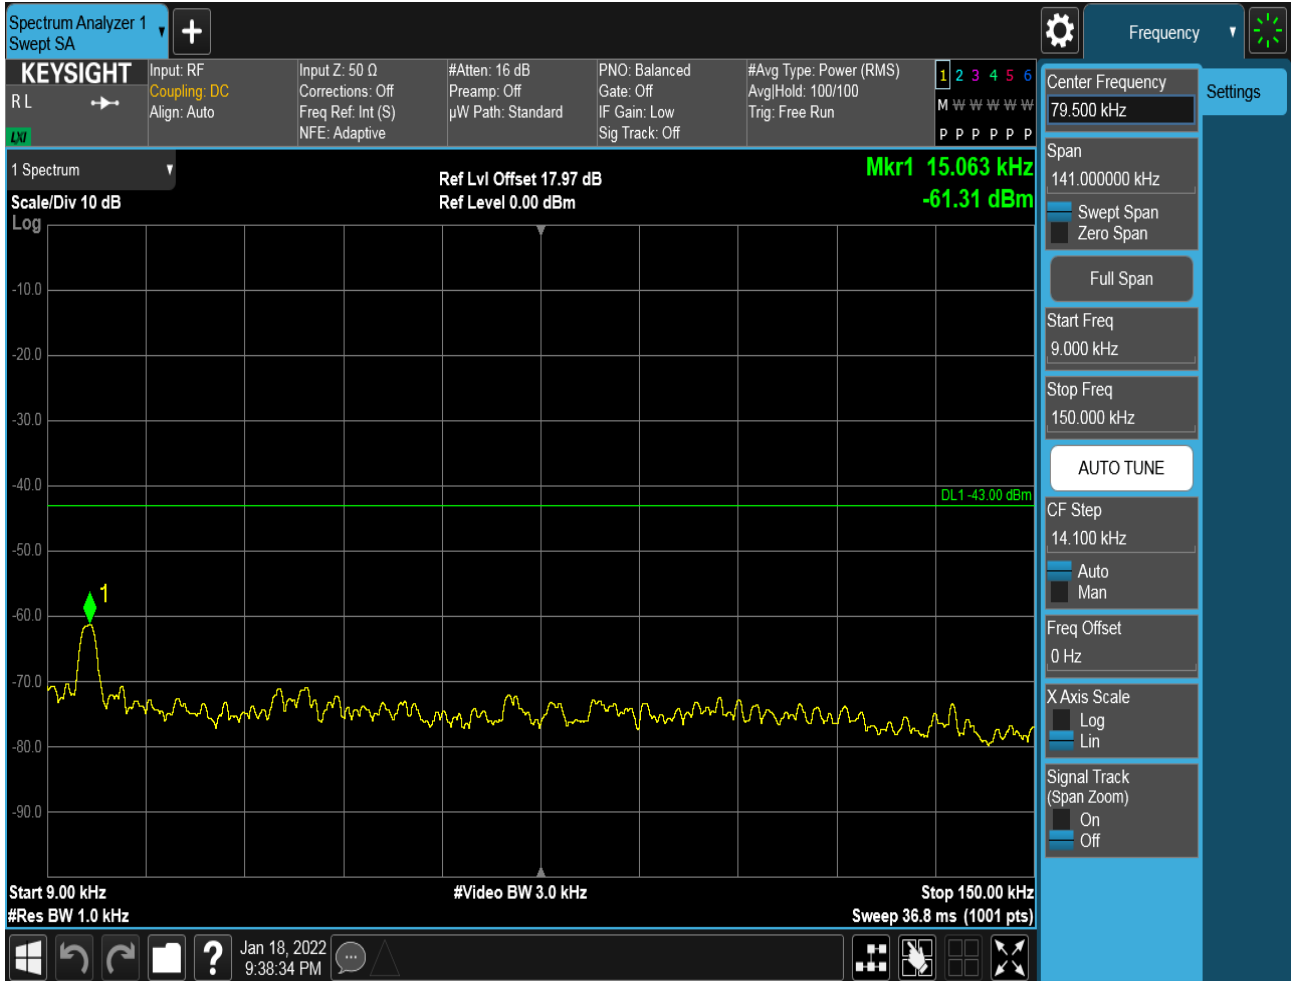 Spectrum Analyzer 1
Swept SA
Frequency
KEYSIGHT
R L
LXI
Input: RF
Coupling: DC
Align: Auto
Input Z: 50 Ω
Corrections: Off
Freq Ref: Int (S)
NFE: Adaptive
#Atten: 16 dB
Preamp: Off
µW Path: Standard
PNO: Balanced
Gate: Off
IF Gain: Low
Sig Track: Off
#Avg Type: Power (RMS)
Avg|Hold: 100/100
Trig: Free Run
1 2 3 4 5 6
M W W W W W
P P P P P P
1 Spectrum
Scale/Div 10 dB
Log
Ref Lvl Offset 17.97 dB
Ref Level 0.00 dBm
Mkr1 15.063 kHz
-61.31 dBm
-10.0
-20.0
-30.0
-40.0
DL1 -43.00 dBm
-50.0
1
-60.0
-70.0
-80.0
-90.0
Start 9.00 kHz
#Video BW 3.0 kHz
Stop 150.00 kHz
#Res BW 1.0 kHz
Sweep 36.8 ms (1001 pts)
?
Jan 18, 2022
9:38:34 PM
Settings
Center Frequency
79.500 kHz
Span
141.000000 kHz
Swept Span
Zero Span
Full Span
Start Freq
9.000 kHz
Stop Freq
150.000 kHz
AUTO TUNE
CF Step
14.100 kHz
Auto
Man
Freq Offset
0 Hz
X Axis Scale
Log
Lin
Signal Track
(Span Zoom)
On
Off